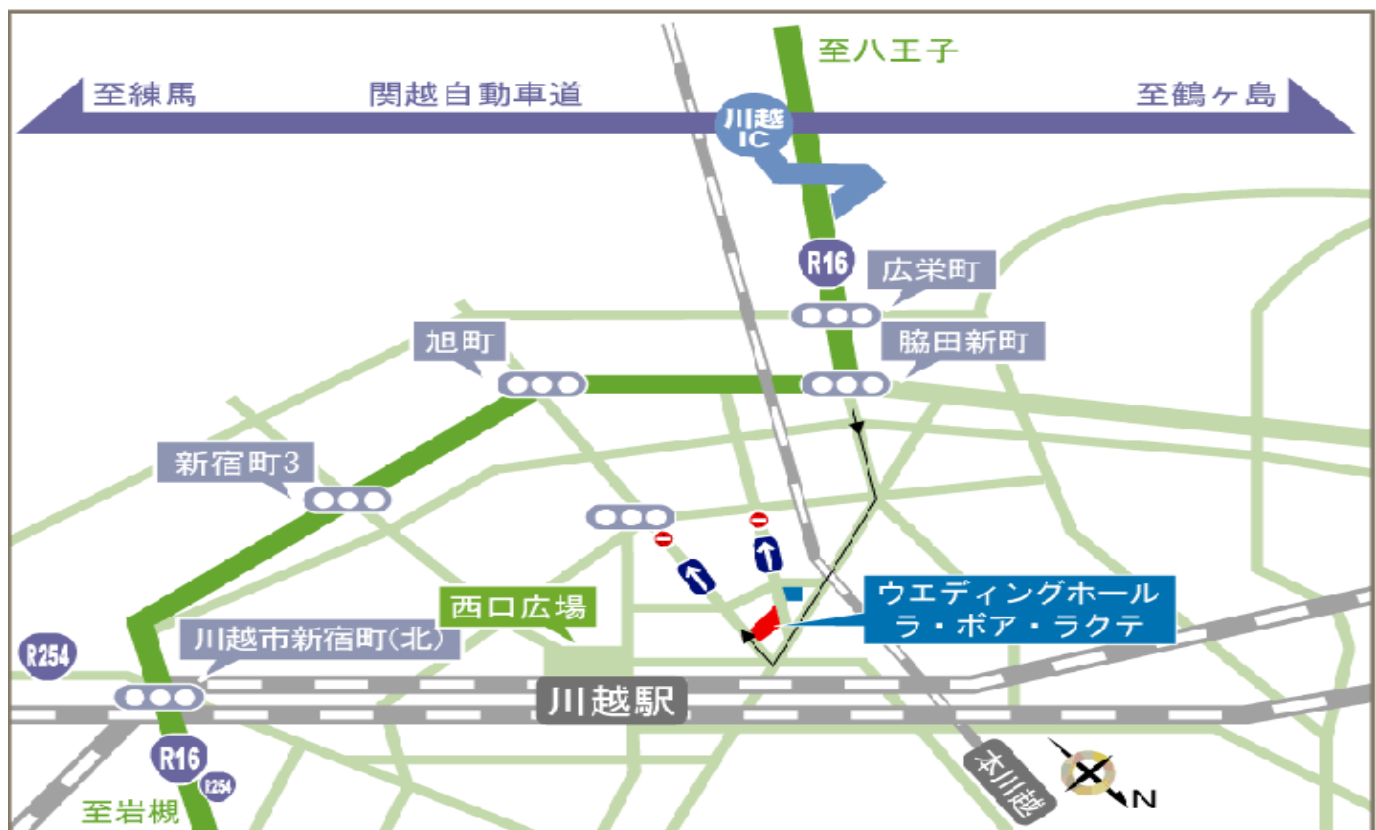 至八王子
至練馬
関越自動車道
至鶴ヶ島
川越
IC
R16
広栄町
旭町
脇田新町
新宿町3
西口広場
ウエディングホール
ラ・ボア・ラクテ
川越市新宿町(北)
R254
川越駅
R16
R254
本川越
N
至岩槻